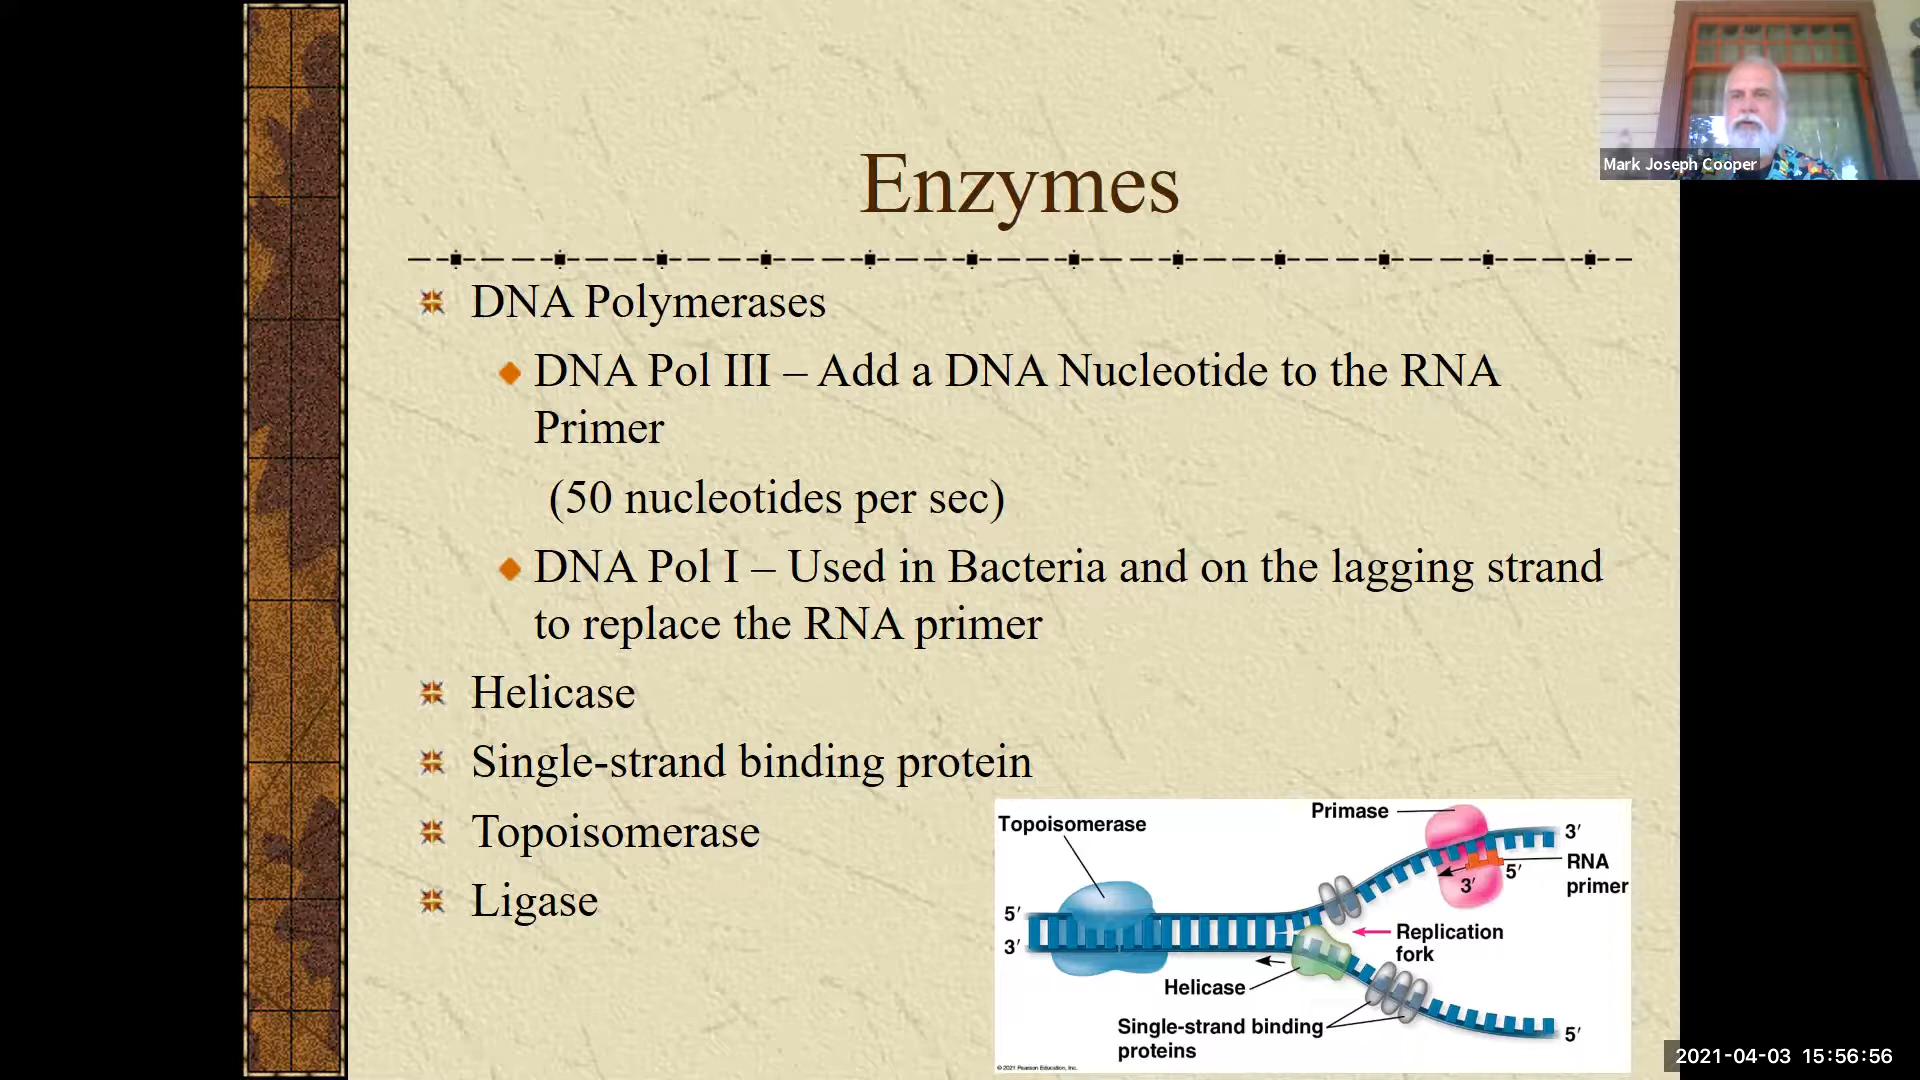 Mark Joseph Cooper
Enzymes
DNA Polymerases
DNA Pol III – Add a DNA Nucleotide to the RNA
Primer
(50 nucleotides per sec)
DNA Pol I – Used in Bacteria and on the lagging strand
to replace the RNA primer
Helicase
Single-strand binding protein
Topoisomerase
Ligase
Topoisomerase
Primase
3′
RNA
primer
5′
3′
5′
3′
Replication
fork
Helicase
Single-strand binding
proteins
5′
© 2021 Pearson Education, Inc.
2021-04-03 15:56:56